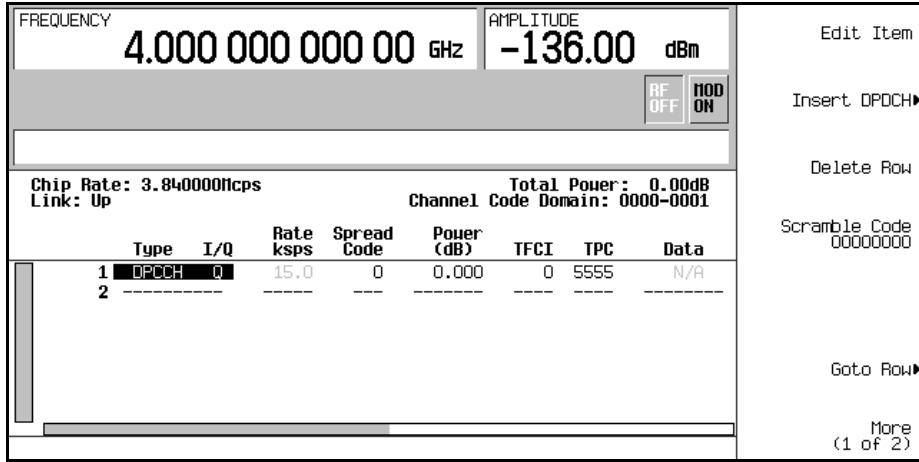 FREQUENCY
4.000 000 000 00 GHz
AMPLITUDE
-136.00 dBm
RF OFF
MOD ON
Chip Rate: 3.840000Mcps
Total Power: 0.00dB
Link: Up
Channel Code Domain: 0000-0001
Type I/Q Rate ksps Spread Code Power (dB) TFCI TPC Data
1 DPCCH Q 15.0 0 0.000 0 5555 N/A
2 ---------- ----- --- ------- ---- ---- --------
Edit Item
Insert DPDCH
Delete Row
Scramble Code
00000000
Goto Row
More
(1 of 2)